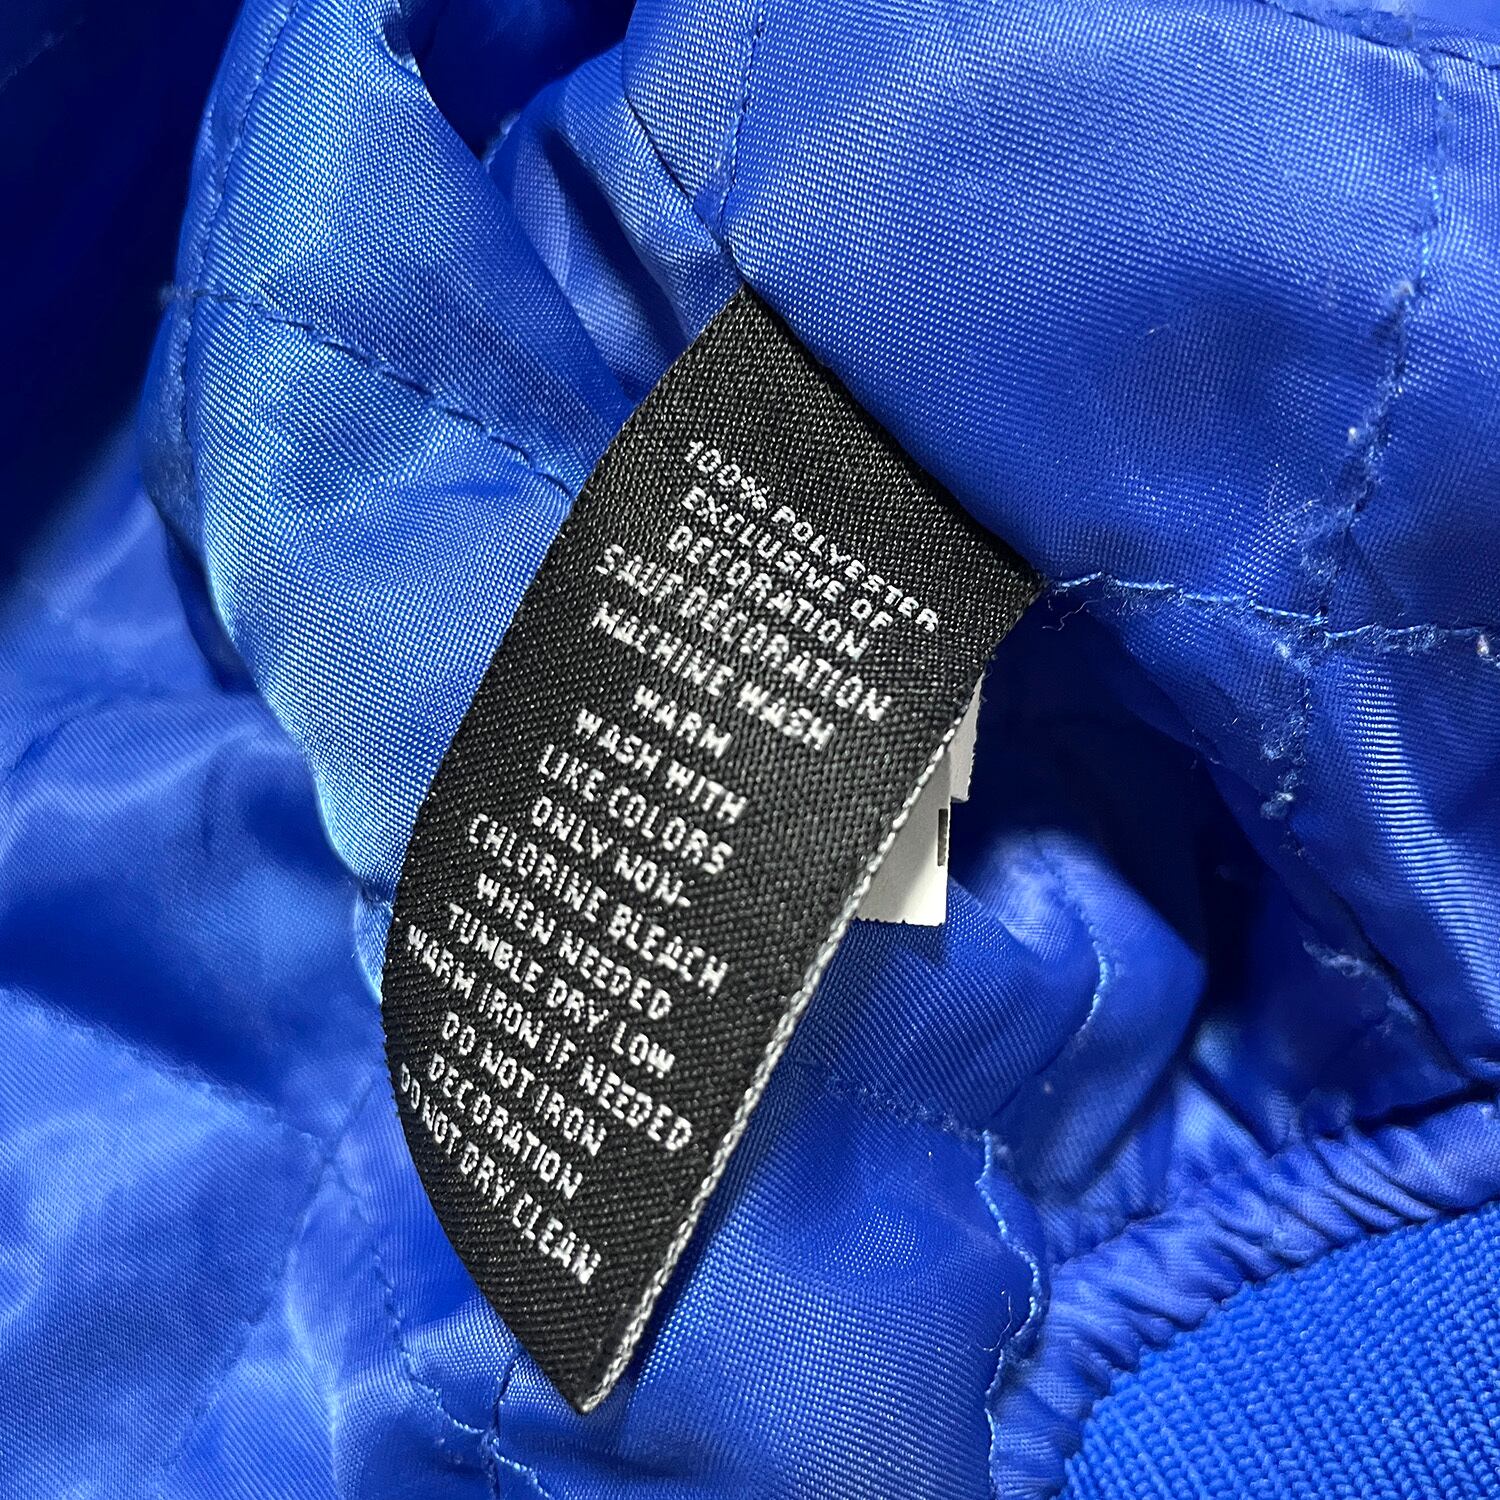 100% POLYESTER
EXCLUSIVE OF
DECORATION
SAUF DECORATION
MACHINE WASH
WARM
WASH WITH
LIKE COLORS
ONLY NON-
CHLORINE BLEACH
WHEN NEEDED
TUMBLE DRY LOW
WARM IRON IF NEEDED
DO NOT IRON
DECORATION
DO NOT DRY CLEAN